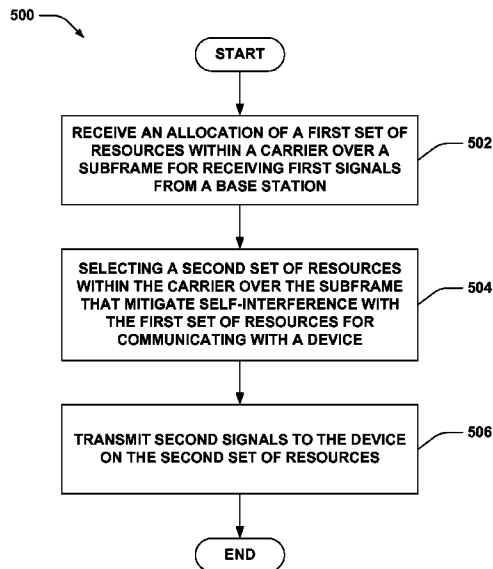 500
START
RECEIVE AN ALLOCATION OF A FIRST SET OF
RESOURCES WITHIN A CARRIER OVER A
SUBFRAME FOR RECEIVING FIRST SIGNALS
FROM A BASE STATION
502
SELECTING A SECOND SET OF RESOURCES
WITHIN THE CARRIER OVER THE SUBFRAME
THAT MITIGATE SELF-INTERFERENCE WITH
THE FIRST SET OF RESOURCES FOR
COMMUNICATING WITH A DEVICE
504
TRANSMIT SECOND SIGNALS TO THE DEVICE
ON THE SECOND SET OF RESOURCES
506
END